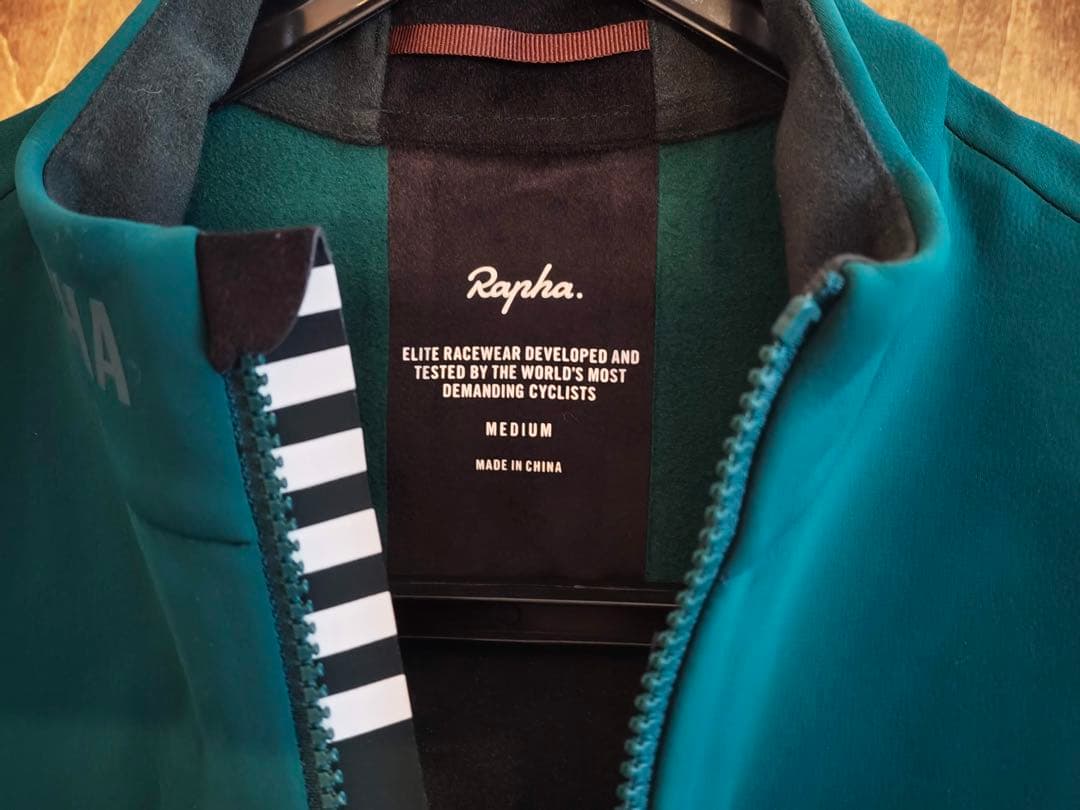 Rapha.
ELITE RACEWEAR DEVELOPED AND
TESTED BY THE WORLD'S MOST
DEMANDING CYCLISTS
MEDIUM
MADE IN CHINA